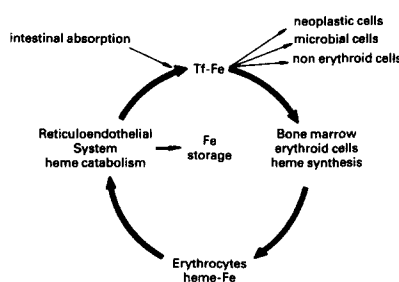 neoplastic cells
intestinal absorption
microbial cells
non erythroid cells
Tf-Fe
Reticuloendothelial
System
heme catabolism
Fe
storage
Bone marrow
erythroid cells
heme synthesis
Erythrocytes
heme-Fe